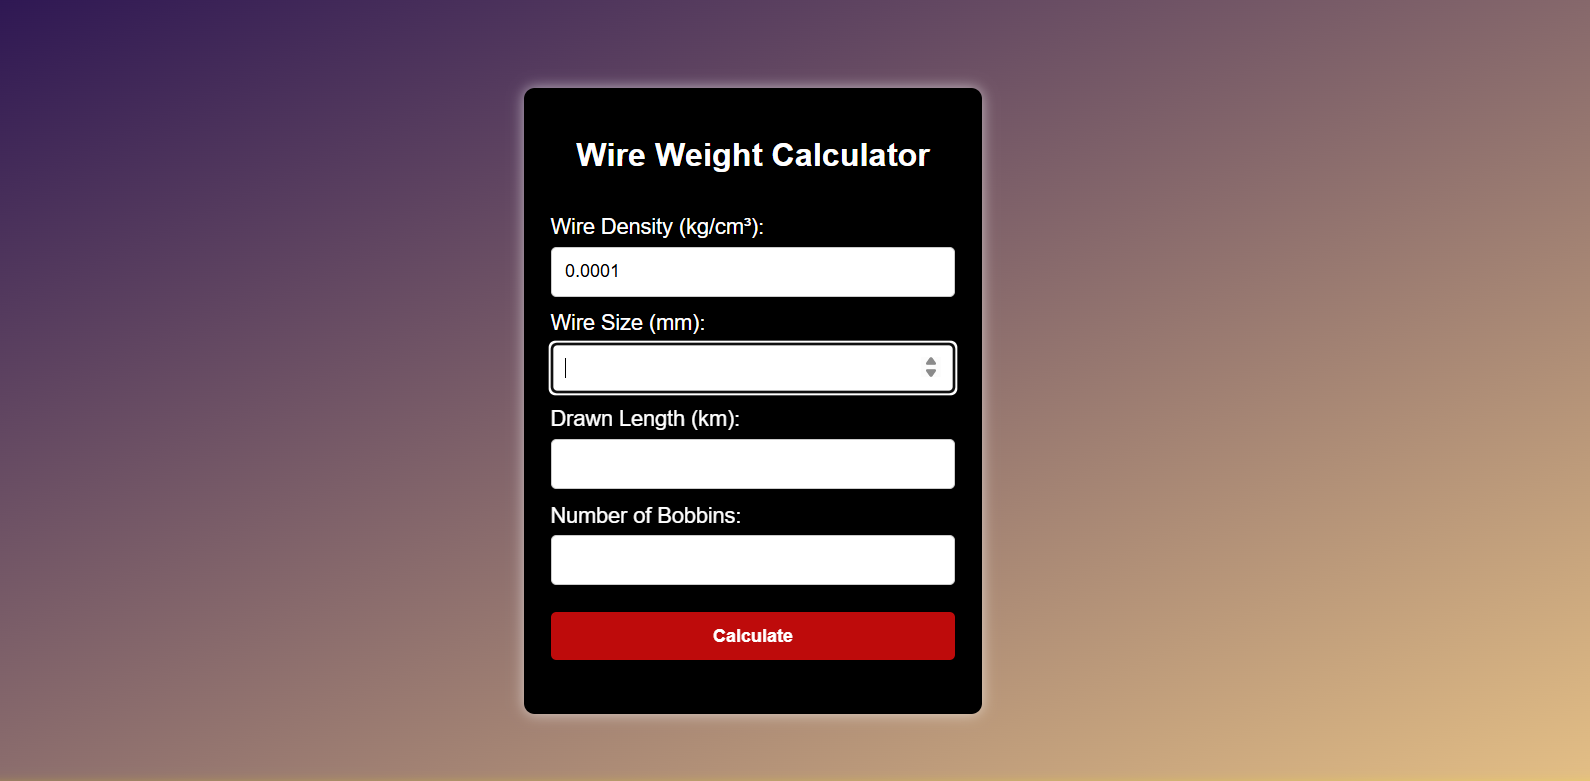 Wire Weight Calculator
Wire Density (kg/cm³):
0.0001
Wire Size (mm):
Drawn Length (km):
Number of Bobbins:
Calculate